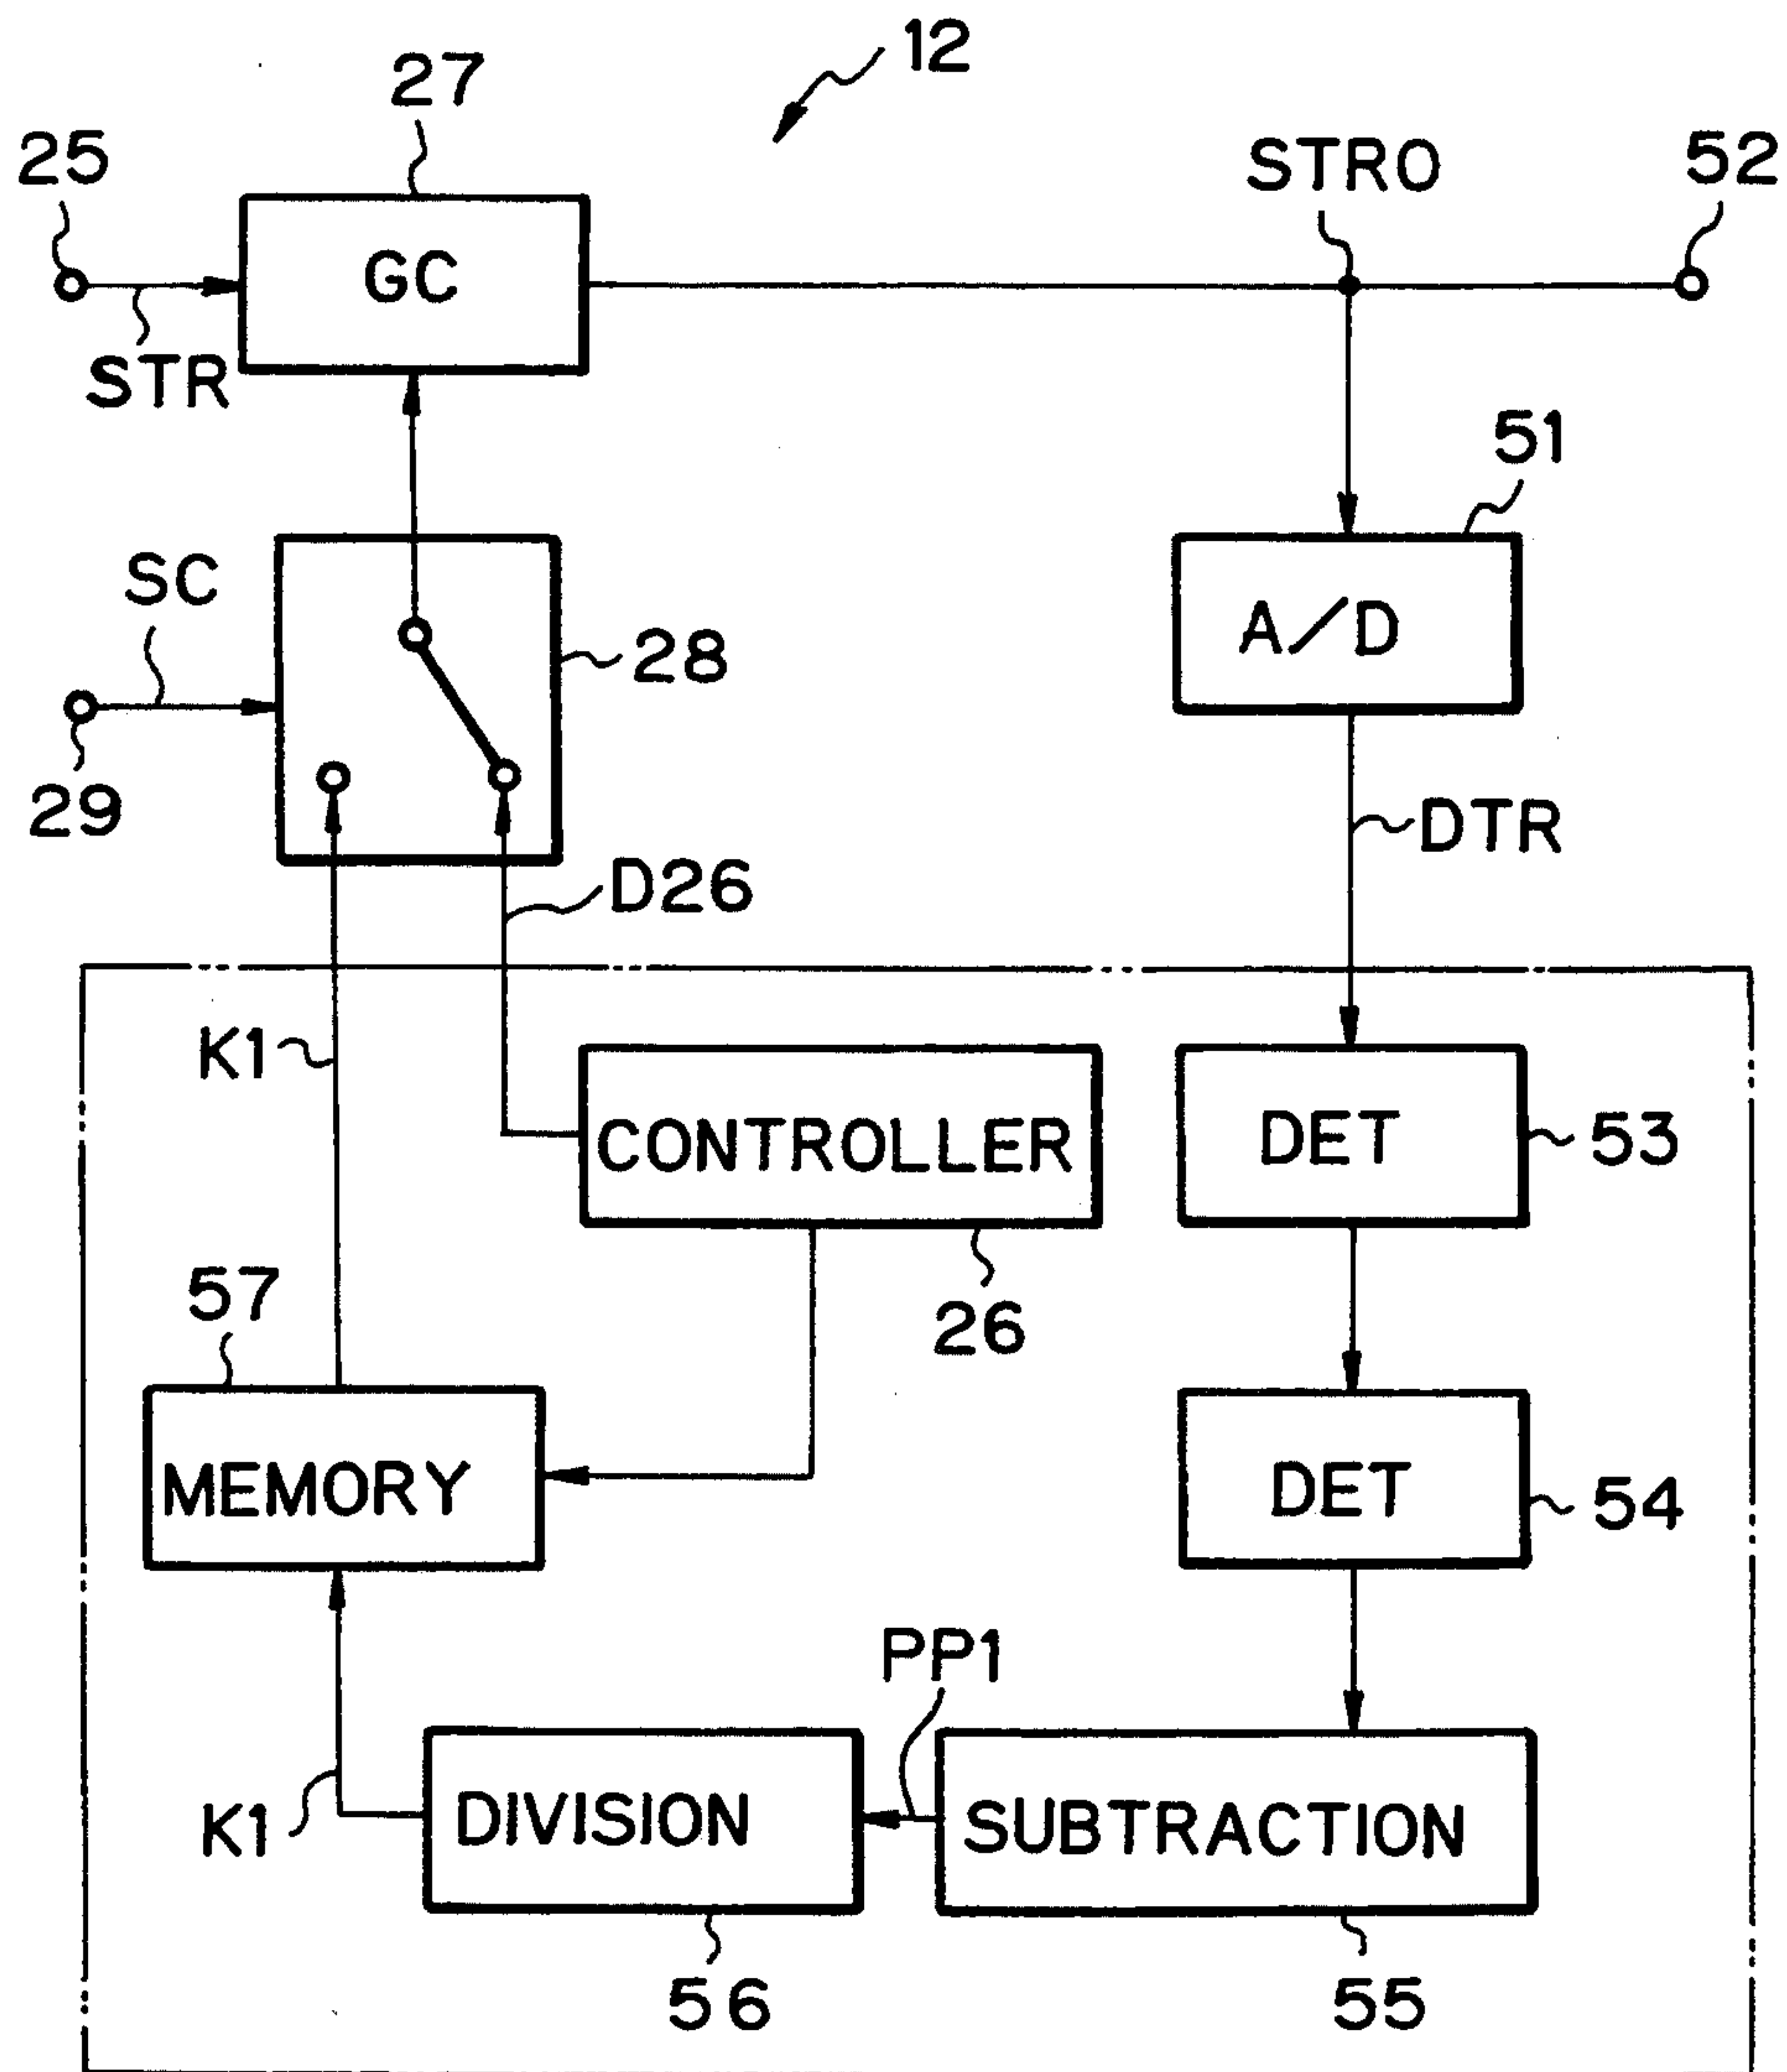 12
27
25
STRO
52
GC
STR
51
SC
A/D
28
29
DTR
D26
K1
CONTROLLER
DET
53
57
26
MEMORY
DET
54
PP1
K1
DIVISION
SUBTRACTION
56
55